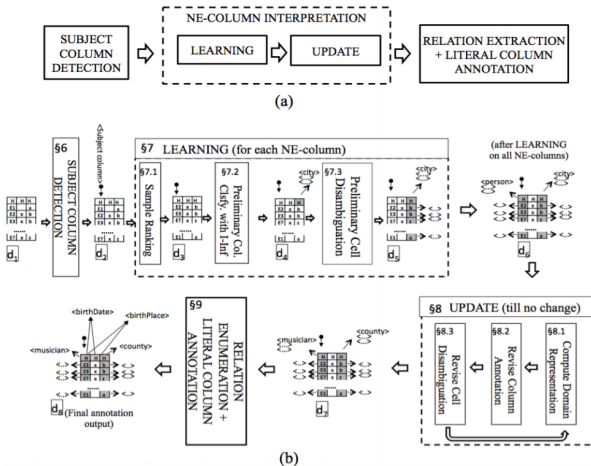 NE-COLUMN INTERPRETATION
SUBJECT
COLUMN
DETECTION
LEARNING
UPDATE
RELATION EXTRACTION
+ LITERAL COLUMN
ANNOTATION
(a)
§6
SUBJECT COLUMN
DETECTION
<Subject column>
§7 LEARNING (for each NE-column)
§7.1
Sample Ranking
§7.2
Preliminary Col.
Clsfy. with I-Inf
<city>
§7.3
Preliminary Cell
Disambiguation
<city>
(after LEARNING
on all NE-columns)
<person>
<city>
d1
d2
d3
d4
d5
d6
§8 UPDATE (till no change)
§8.3
Revise Cell
Disambiguation
§8.2
Revise Column
Annotation
§8.1
Compute Domain
Representation
<musician>
<county>
d7
§9
RELATION
ENUMERATION +
LITERAL COLUMN
ANNOTATION
<birthDate>
<birthPlace>
<musician>
<county>
d8
(Final annotation
output)
(b)